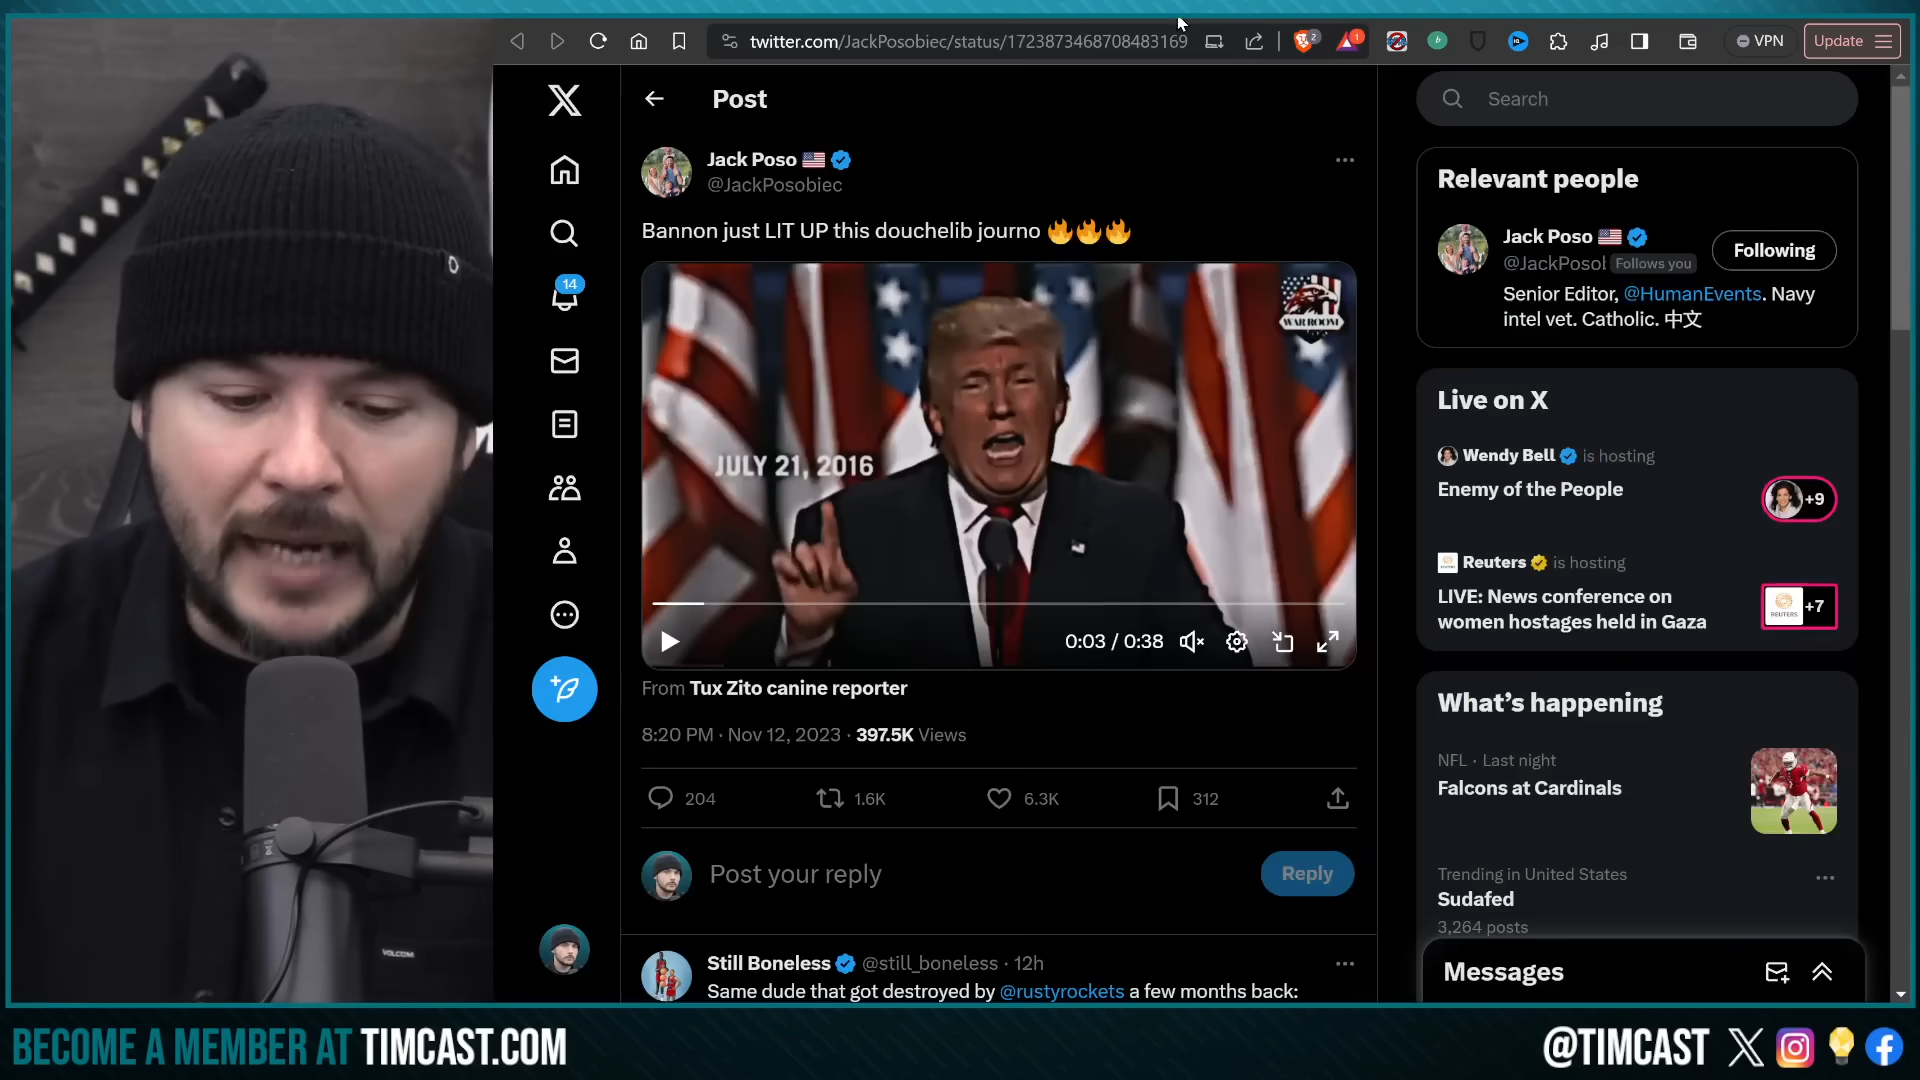 twitter.com/JackPosobiec/status/1723873468708483169
2
1
VPN
Update
Post
Search
Jack Poso
@JackPosobiec
Bannon just LIT UP this douchelib journo 🔥🔥🔥
WAR ROOM
JULY 21, 2016
0:03 / 0:38
From Tux Zito canine reporter
8:20 PM · Nov 12, 2023 · 397.5K Views
204
1.6K
6.3K
312
Post your reply
Reply
Still Boneless @still_boneless · 12h
Same dude that got destroyed by @rustyrockets a few months back:
14
Relevant people
Jack Poso
@JackPosol Follows you
Following
Senior Editor, @HumanEvents. Navy
intel vet. Catholic. 中文
Live on X
Wendy Bell is hosting
Enemy of the People
+9
Reuters is hosting
LIVE: News conference on
women hostages held in Gaza
REUTERS
+7
What's happening
NFL · Last night
Falcons at Cardinals
Trending in United States
Sudafed
3,264 posts
Messages
VOLCOM
BECOME A MEMBER AT TIMCAST.COM
@TIMCAST